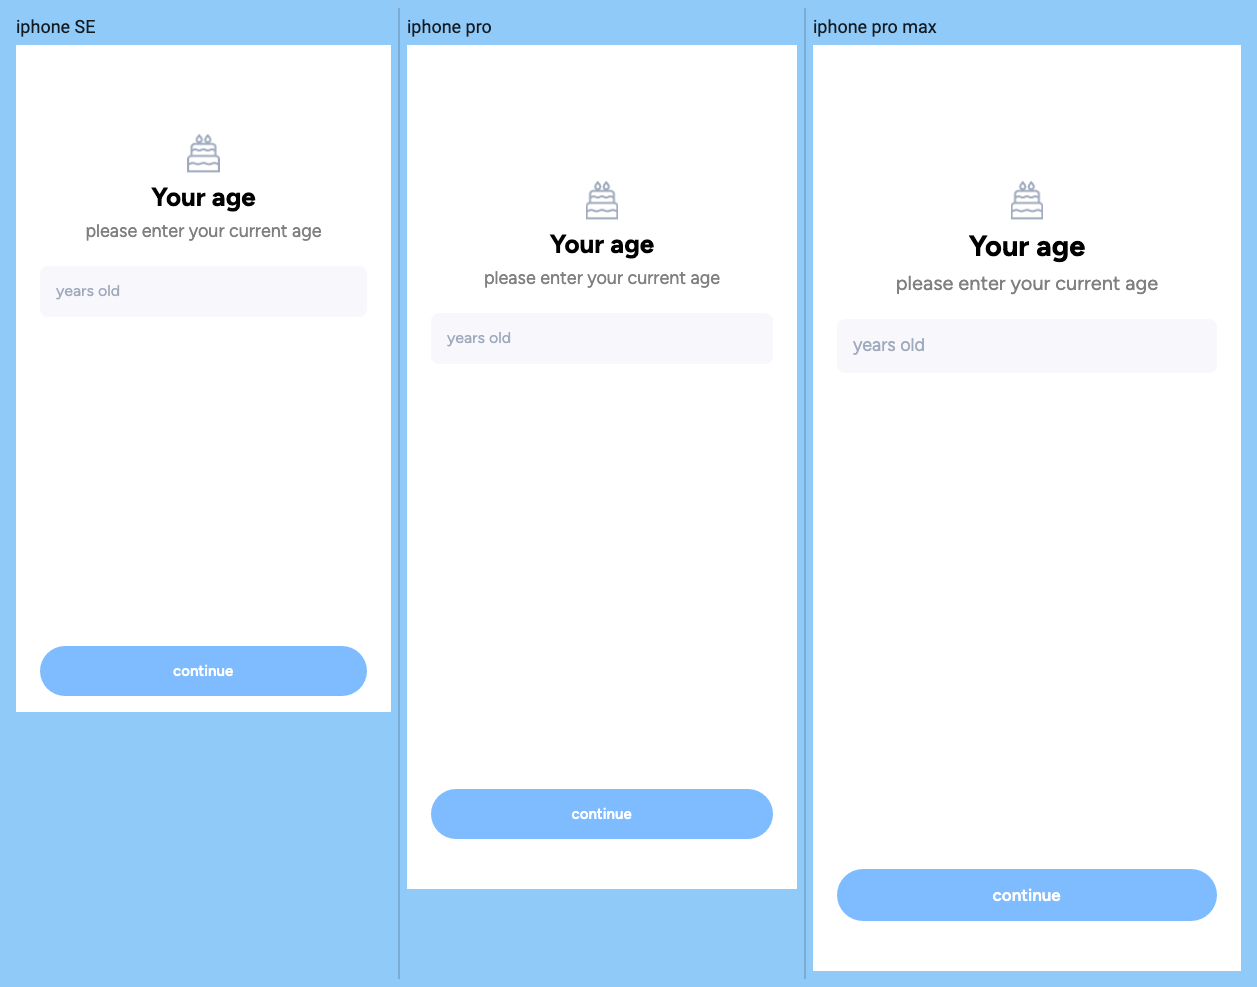 iphone SE
Your age
please enter your current age
years old
continue
iphone pro
Your age
please enter your current age
years old
continue
iphone pro max
Your age
please enter your current age
years old
continue